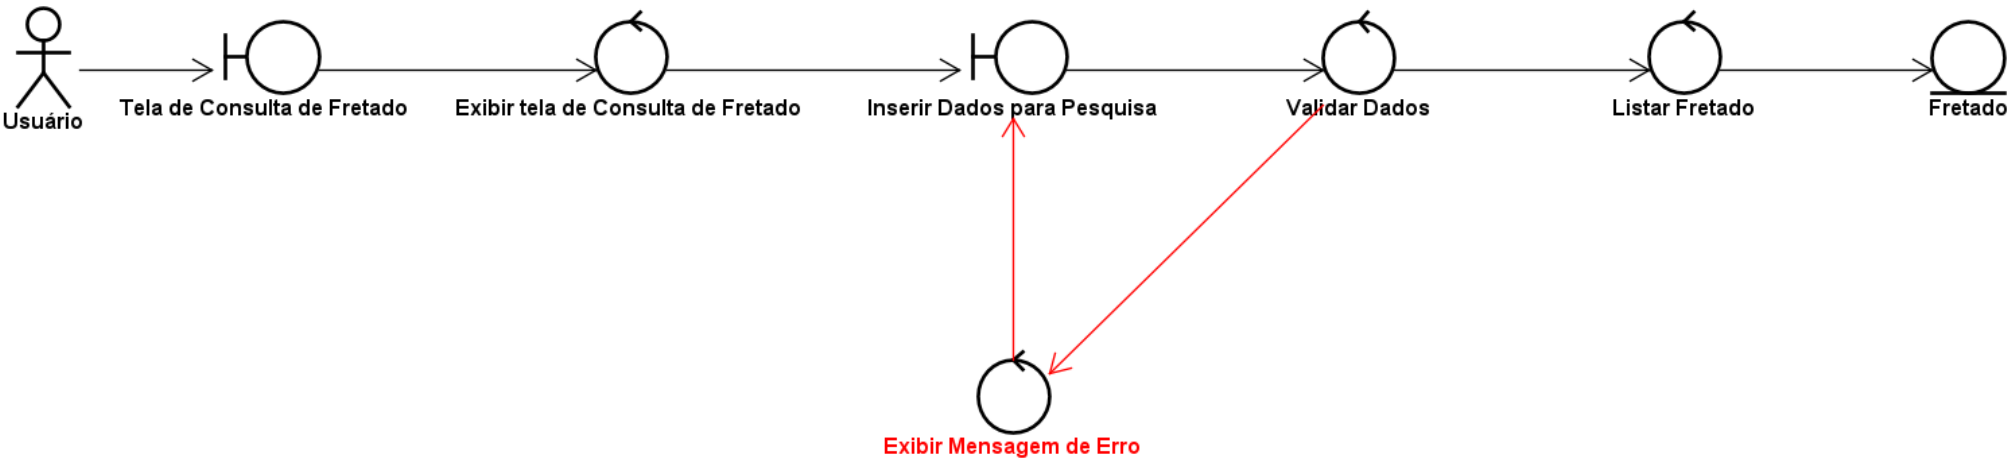 Usuário
Tela de Consulta de Fretado
Exibir tela de Consulta de Fretado
Inserir Dados para Pesquisa
Validar Dados
Listar Fretado
Fretado
Exibir Mensagem de Erro